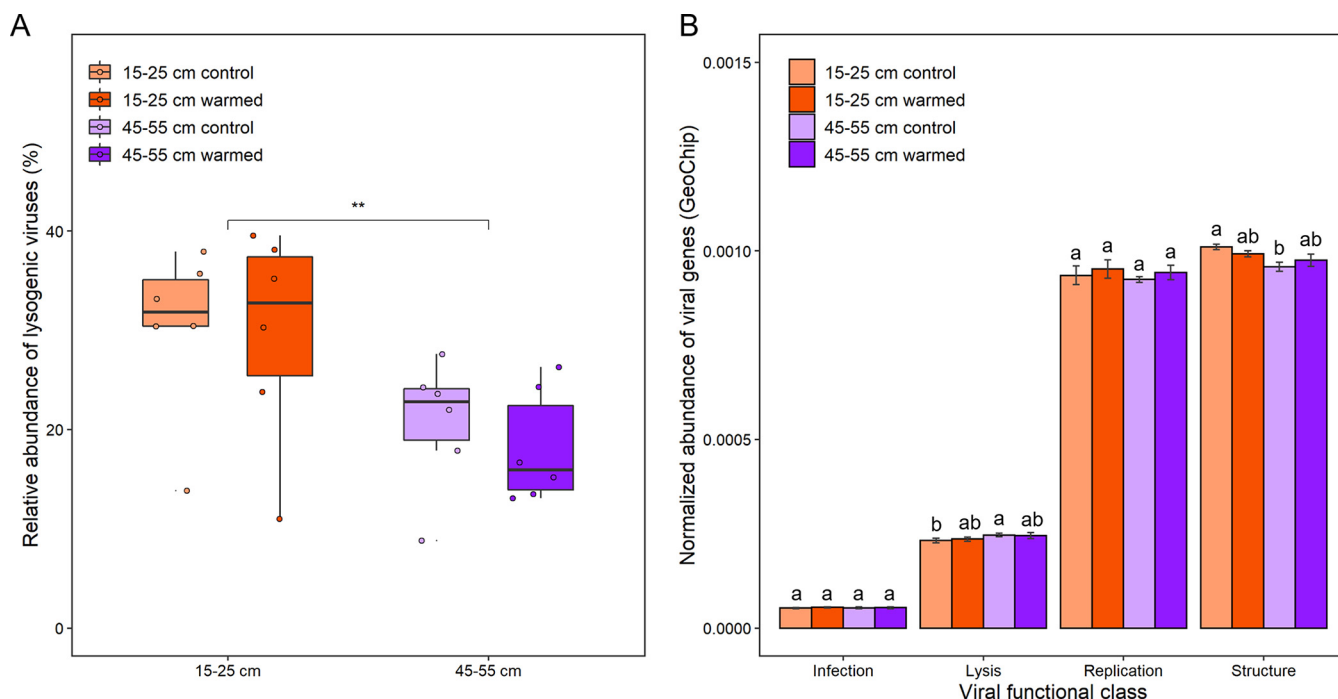 A
Relative abundance of lysogenic viruses (%)
15-25 cm control
15-25 cm warmed
45-55 cm control
45-55 cm warmed
**
40
20
0
15-25 cm
45-55 cm
B
Normalized abundance of viral genes (GeoChip)
15-25 cm control
15-25 cm warmed
45-55 cm control
45-55 cm warmed
0.0015
0.0010
0.0005
0.0000
a a a a
b ab a ab
a a a a
a ab b ab
Infection Lysis Replication Structure
Viral functional class